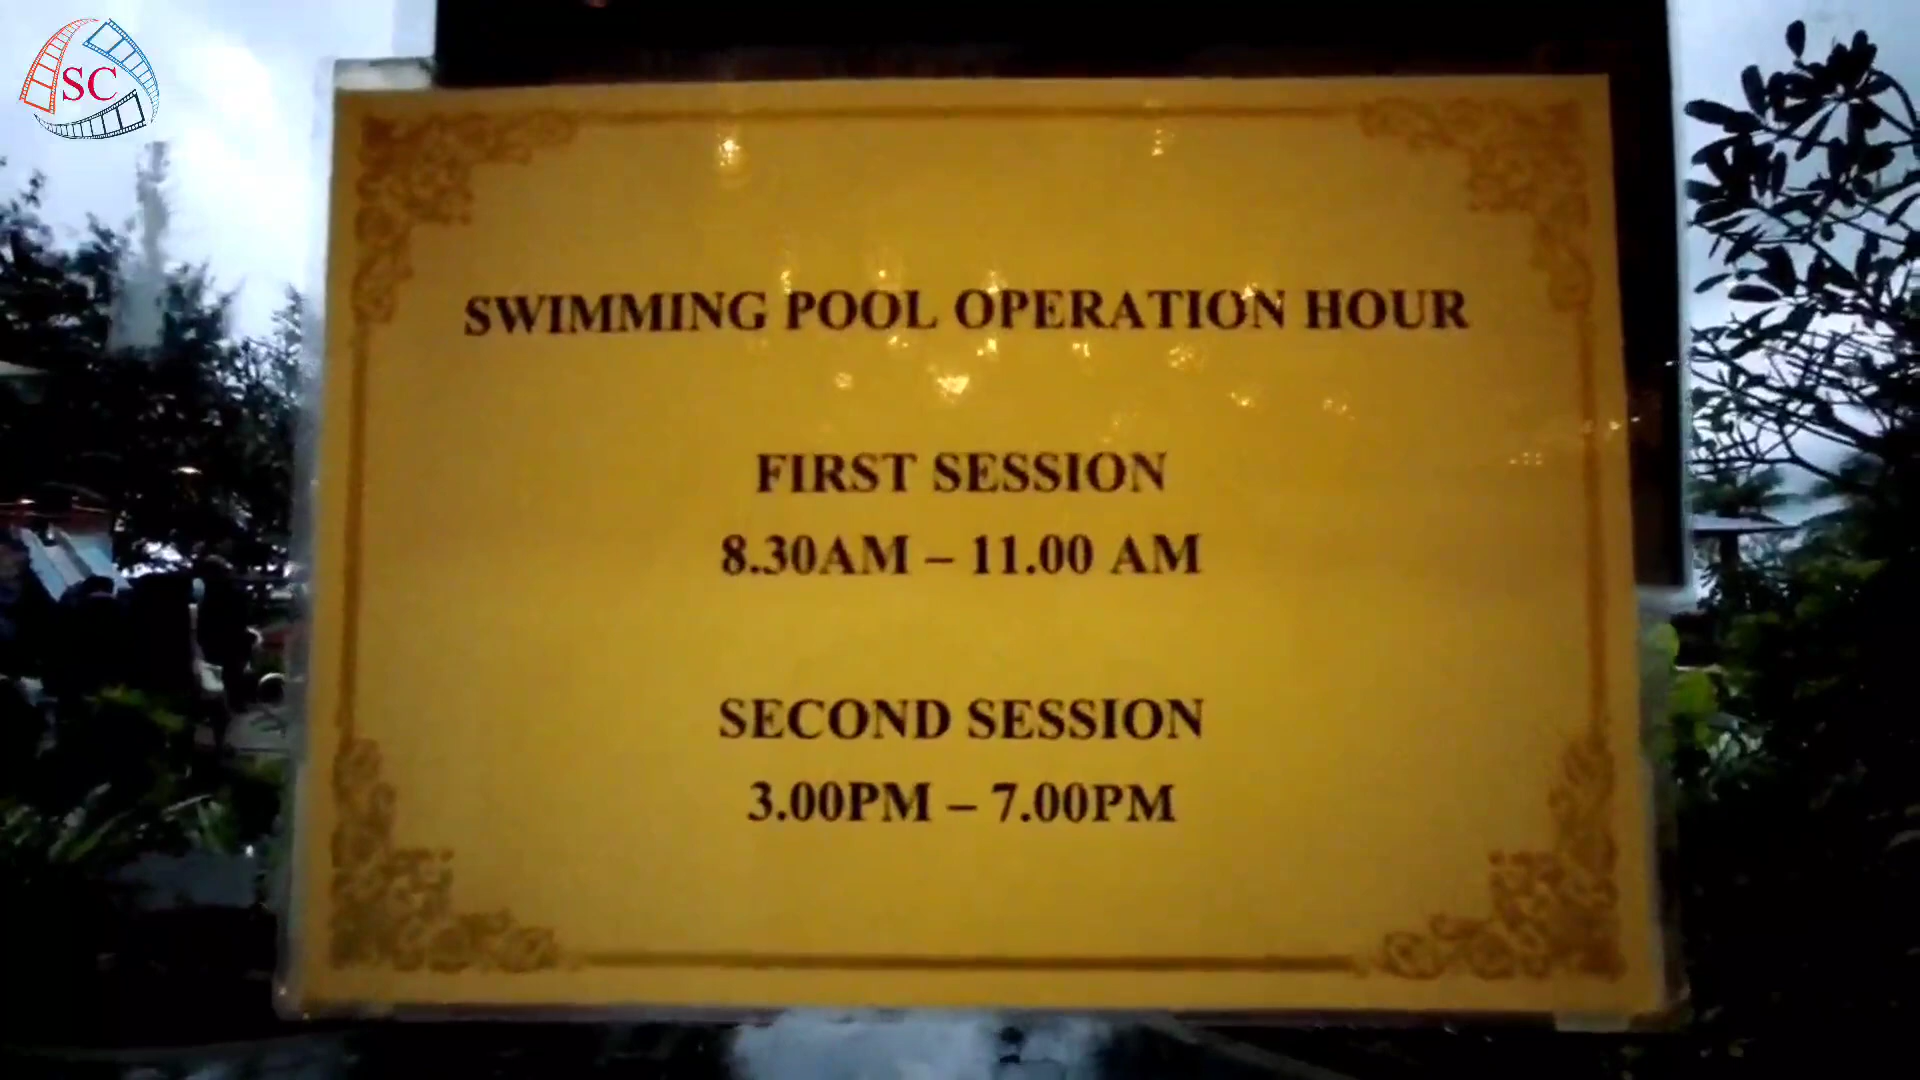 SC
SWIMMING POOL OPERATION HOUR
FIRST SESSION
8.30AM – 11.00 AM
SECOND SESSION
3.00PM – 7.00PM